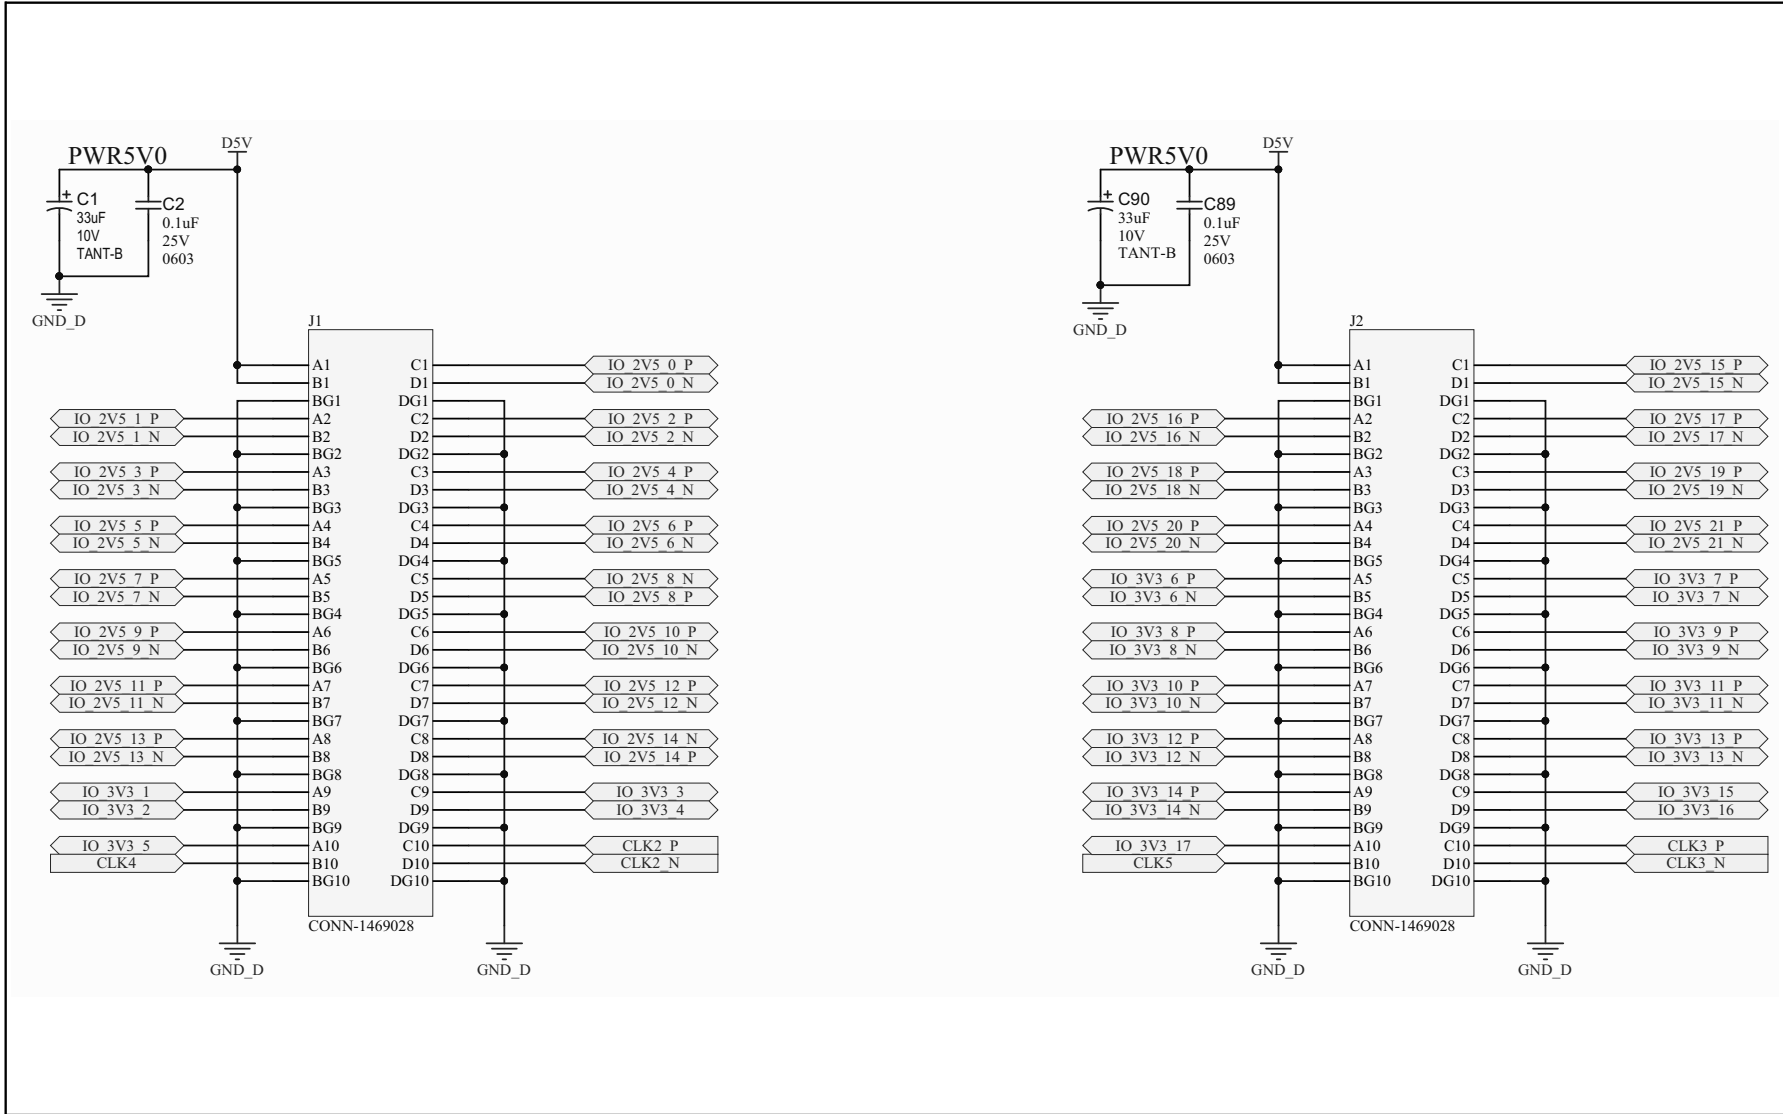 D5V
PWR5V0
+ C1
33uF
10V
TANT-B
C2
0.1uF
25V
0603
GND_D
J1
A1 C1 IO_2V5_0_P
B1 D1 IO_2V5_0_N
BG1 DG1
IO_2V5_1_P A2 C2 IO_2V5_2_P
IO_2V5_1_N B2 D2 IO_2V5_2_N
BG2 DG2
IO_2V5_3_P A3 C3 IO_2V5_4_P
IO_2V5_3_N B3 D3 IO_2V5_4_N
BG3 DG3
IO_2V5_5_P A4 C4 IO_2V5_6_P
IO_2V5_5_N B4 D4 IO_2V5_6_N
BG5 DG4
IO_2V5_7_P A5 C5 IO_2V5_8_N
IO_2V5_7_N B5 D5 IO_2V5_8_P
BG4 DG5
IO_2V5_9_P A6 C6 IO_2V5_10_P
IO_2V5_9_N B6 D6 IO_2V5_10_N
BG6 DG6
IO_2V5_11_P A7 C7 IO_2V5_12_P
IO_2V5_11_N B7 D7 IO_2V5_12_N
BG7 DG7
IO_2V5_13_P A8 C8 IO_2V5_14_N
IO_2V5_13_N B8 D8 IO_2V5_14_P
BG8 DG8
IO_3V3_1 A9 C9 IO_3V3_3
IO_3V3_2 B9 D9 IO_3V3_4
BG9 DG9
IO_3V3_5 A10 C10 CLK2_P
CLK4 B10 D10 CLK2_N
BG10 DG10
CONN-1469028
GND_D GND_D
D5V
PWR5V0
+ C90
33uF
10V
TANT-B
C89
0.1uF
25V
0603
GND_D
J2
A1 C1 IO_2V5_15_P
B1 D1 IO_2V5_15_N
BG1 DG1
IO_2V5_16_P A2 C2 IO_2V5_17_P
IO_2V5_16_N B2 D2 IO_2V5_17_N
BG2 DG2
IO_2V5_18_P A3 C3 IO_2V5_19_P
IO_2V5_18_N B3 D3 IO_2V5_19_N
BG3 DG3
IO_2V5_20_P A4 C4 IO_2V5_21_P
IO_2V5_20_N B4 D4 IO_2V5_21_N
BG5 DG4
IO_3V3_6_P A5 C5 IO_3V3_7_P
IO_3V3_6_N B5 D5 IO_3V3_7_N
BG4 DG5
IO_3V3_8_P A6 C6 IO_3V3_9_P
IO_3V3_8_N B6 D6 IO_3V3_9_N
BG6 DG6
IO_3V3_10_P A7 C7 IO_3V3_11_P
IO_3V3_10_N B7 D7 IO_3V3_11_N
BG7 DG7
IO_3V3_12_P A8 C8 IO_3V3_13_P
IO_3V3_12_N B8 D8 IO_3V3_13_N
BG8 DG8
IO_3V3_14_P A9 C9 IO_3V3_15
IO_3V3_14_N B9 D9 IO_3V3_16
BG9 DG9
IO_3V3_17 A10 C10 CLK3_P
CLK5 B10 D10 CLK3_N
BG10 DG10
CONN-1469028
GND_D GND_D